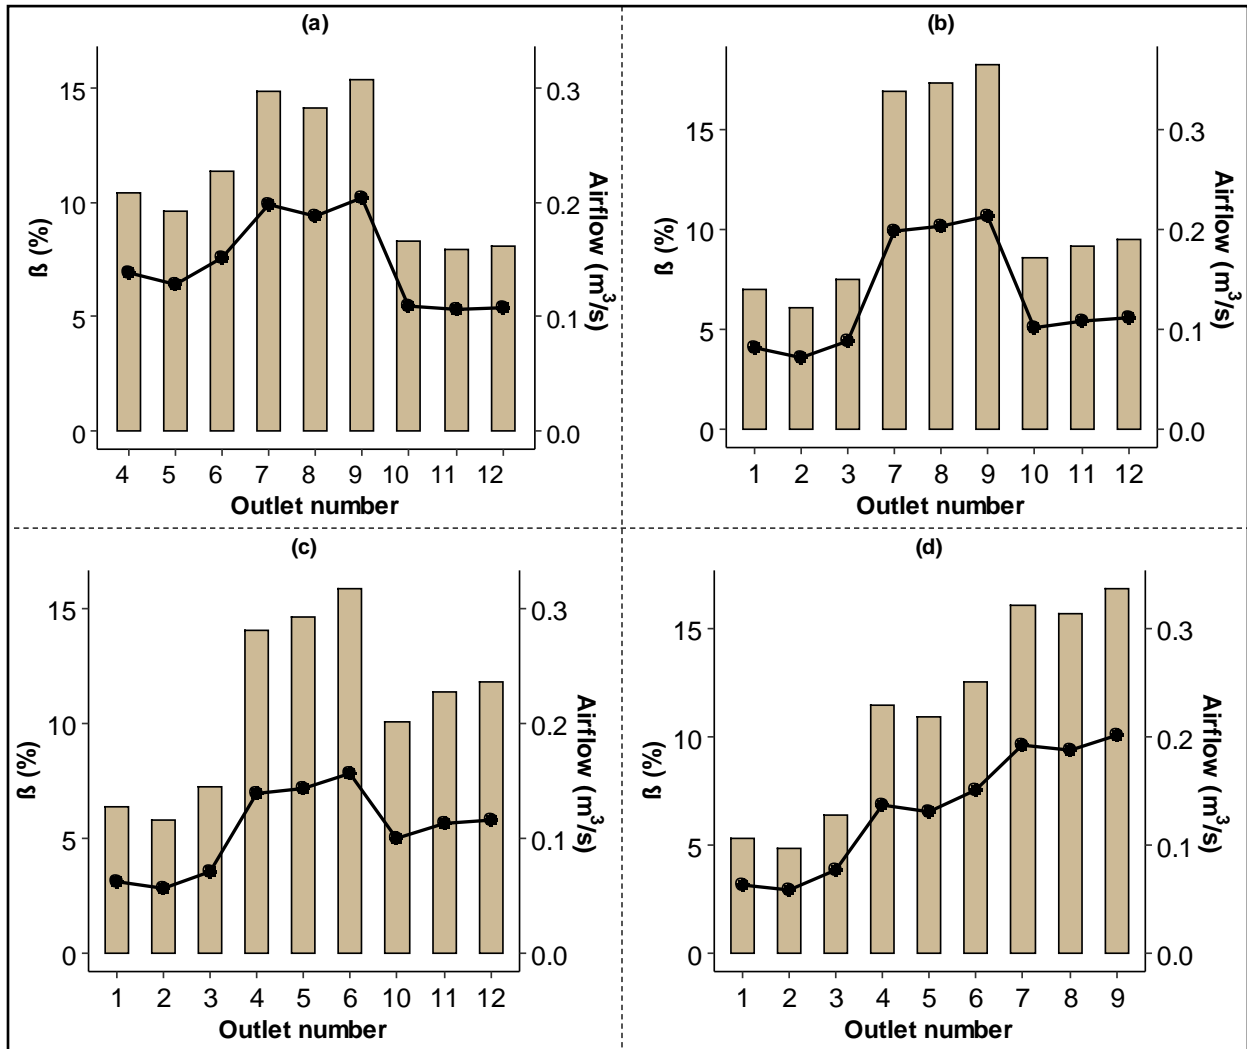 (a)
ß (%)
15
10
5
0
0.3
0.2
0.1
0.0
Airflow (m³/s)
4 5 6 7 8 9 10 11 12
Outlet number
(b)
ß (%)
15
10
5
0
0.3
0.2
0.1
0.0
Airflow (m³/s)
1 2 3 7 8 9 10 11 12
Outlet number
(c)
ß (%)
15
10
5
0
0.3
0.2
0.1
0.0
Airflow (m³/s)
1 2 3 4 5 6 10 11 12
Outlet number
(d)
ß (%)
15
10
5
0
0.3
0.2
0.1
0.0
Airflow (m³/s)
1 2 3 4 5 6 7 8 9
Outlet number